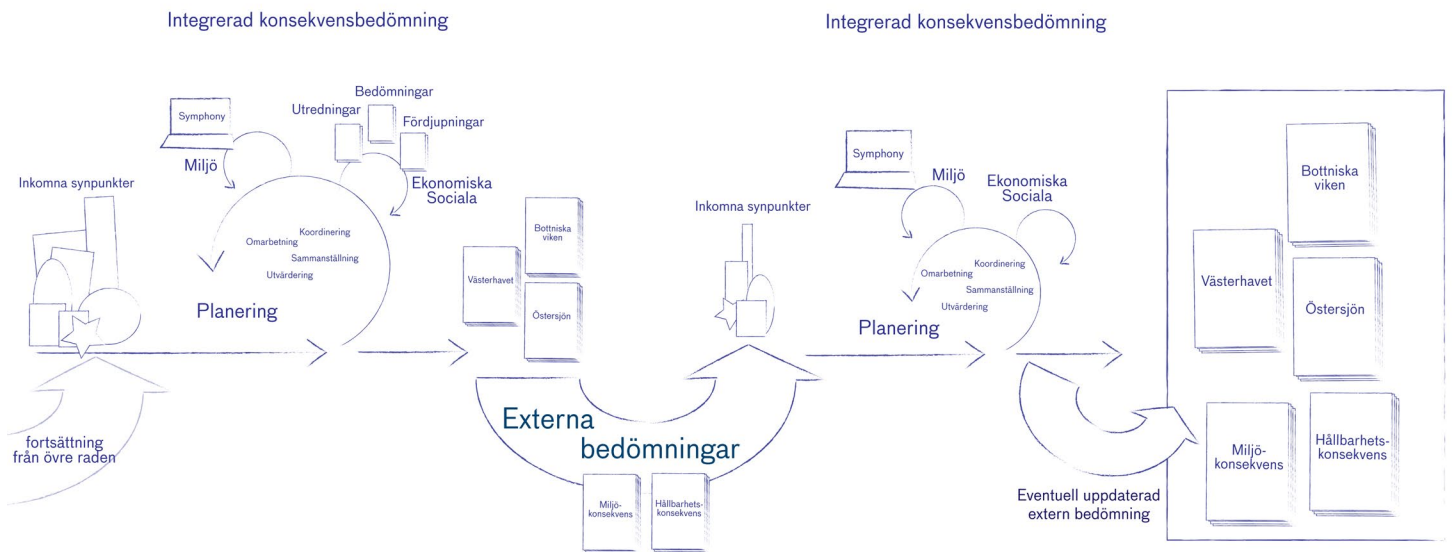 Integrerad konsekvensbedömning
Symphony
Miljö
Bedömningar
Utredningar
Fördjupningar
Ekonomiska
Sociala
Inkomna synpunkter
Koordinering
Omarbetning
Sammanställning
Utvärdering
Planering
Bottniska
viken
Västerhavet
Östersjön
fortsättning
från övre raden
Externa
bedömningar
Miljö-
konsekvens
Hållbarhets-
konsekvens
Integrerad konsekvensbedömning
Symphony
Miljö
Ekonomiska
Sociala
Inkomna synpunkter
Koordinering
Omarbetning
Sammanställning
Utvärdering
Planering
Eventuell uppdaterad
extern bedömning
Bottniska
viken
Västerhavet
Östersjön
Miljö-
konsekvens
Hållbarhets-
konsekvens